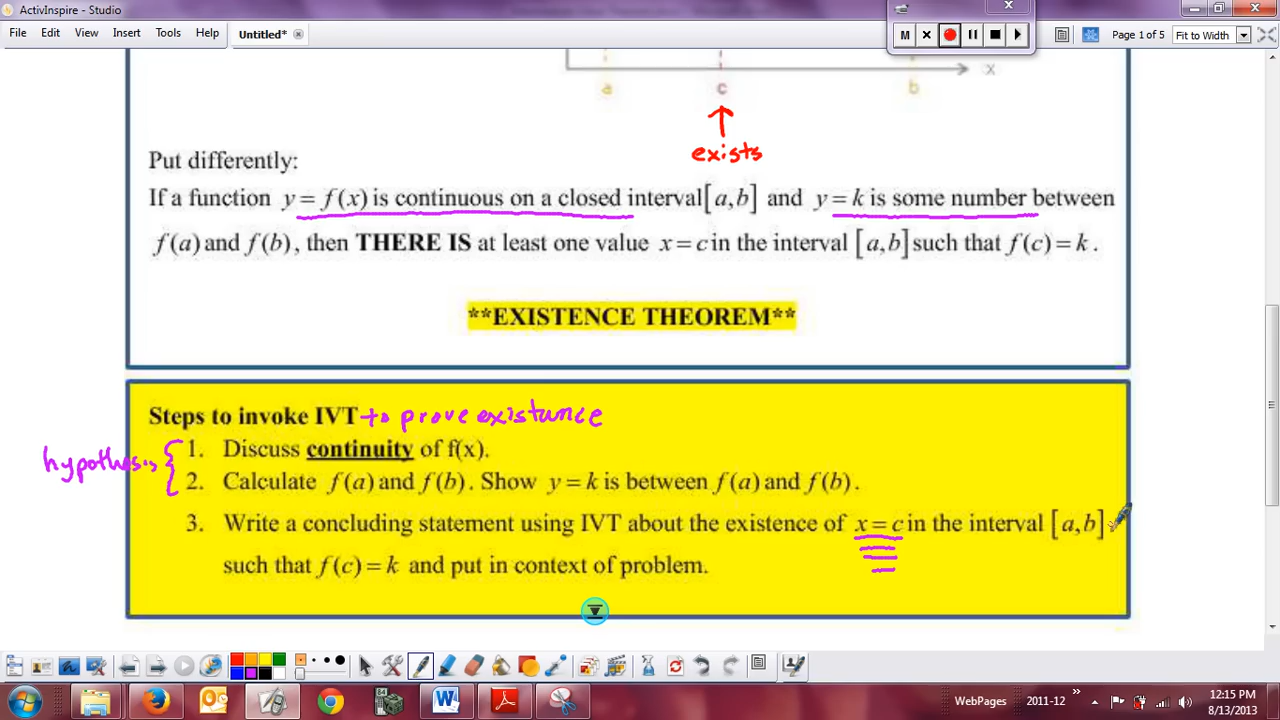 ActivInspire - Studio
File Edit View Insert Tools Help Untitled*
M
Page 1 of 5 Fit to Width
x
a c b
exists
Put differently:
If a function y = f(x) is continuous on a closed interval [a,b] and y = k is some number between
f(a) and f(b), then THERE IS at least one value x = c in the interval [a,b] such that f(c) = k.
**EXISTENCE THEOREM**
Steps to invoke IVT to prove existance
hypothesis
1. Discuss continuity of f(x).
2. Calculate f(a) and f(b). Show y = k is between f(a) and f(b).
3. Write a concluding statement using IVT about the existence of x = c in the interval [a,b]
such that f(c) = k and put in context of problem.
WebPages 2011-12 »
12:15 PM
8/13/2013